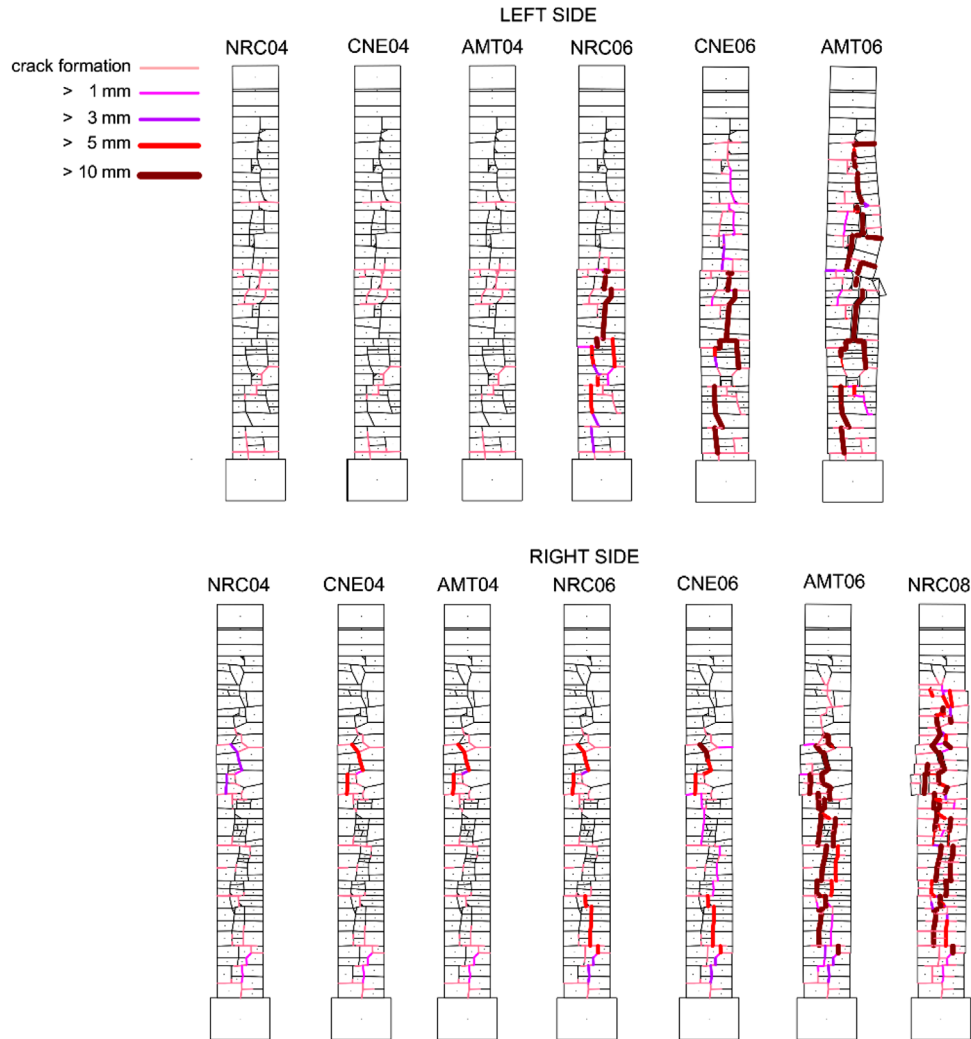 LEFT SIDE
NRC04 CNE04 AMT04 NRC06 CNE06 AMT06
crack formation
> 1 mm
> 3 mm
> 5 mm
> 10 mm
RIGHT SIDE
NRC04 CNE04 AMT04 NRC06 CNE06 AMT06 NRC08